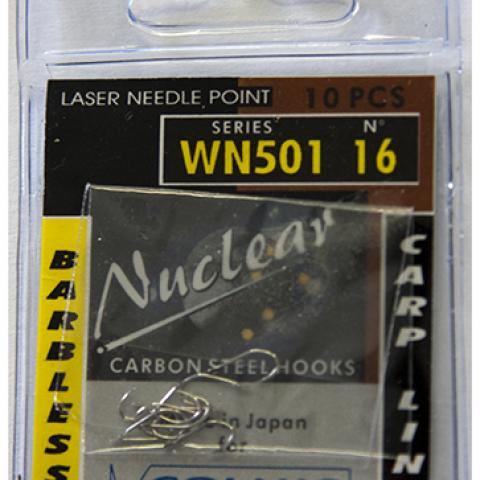 LASER NEEDLE POINT 10 PCS
SERIES N°
WN501 16
BARBLESS
Nuclear
CARP LIN
CARBON STEEL HOOKS
in Japan
for